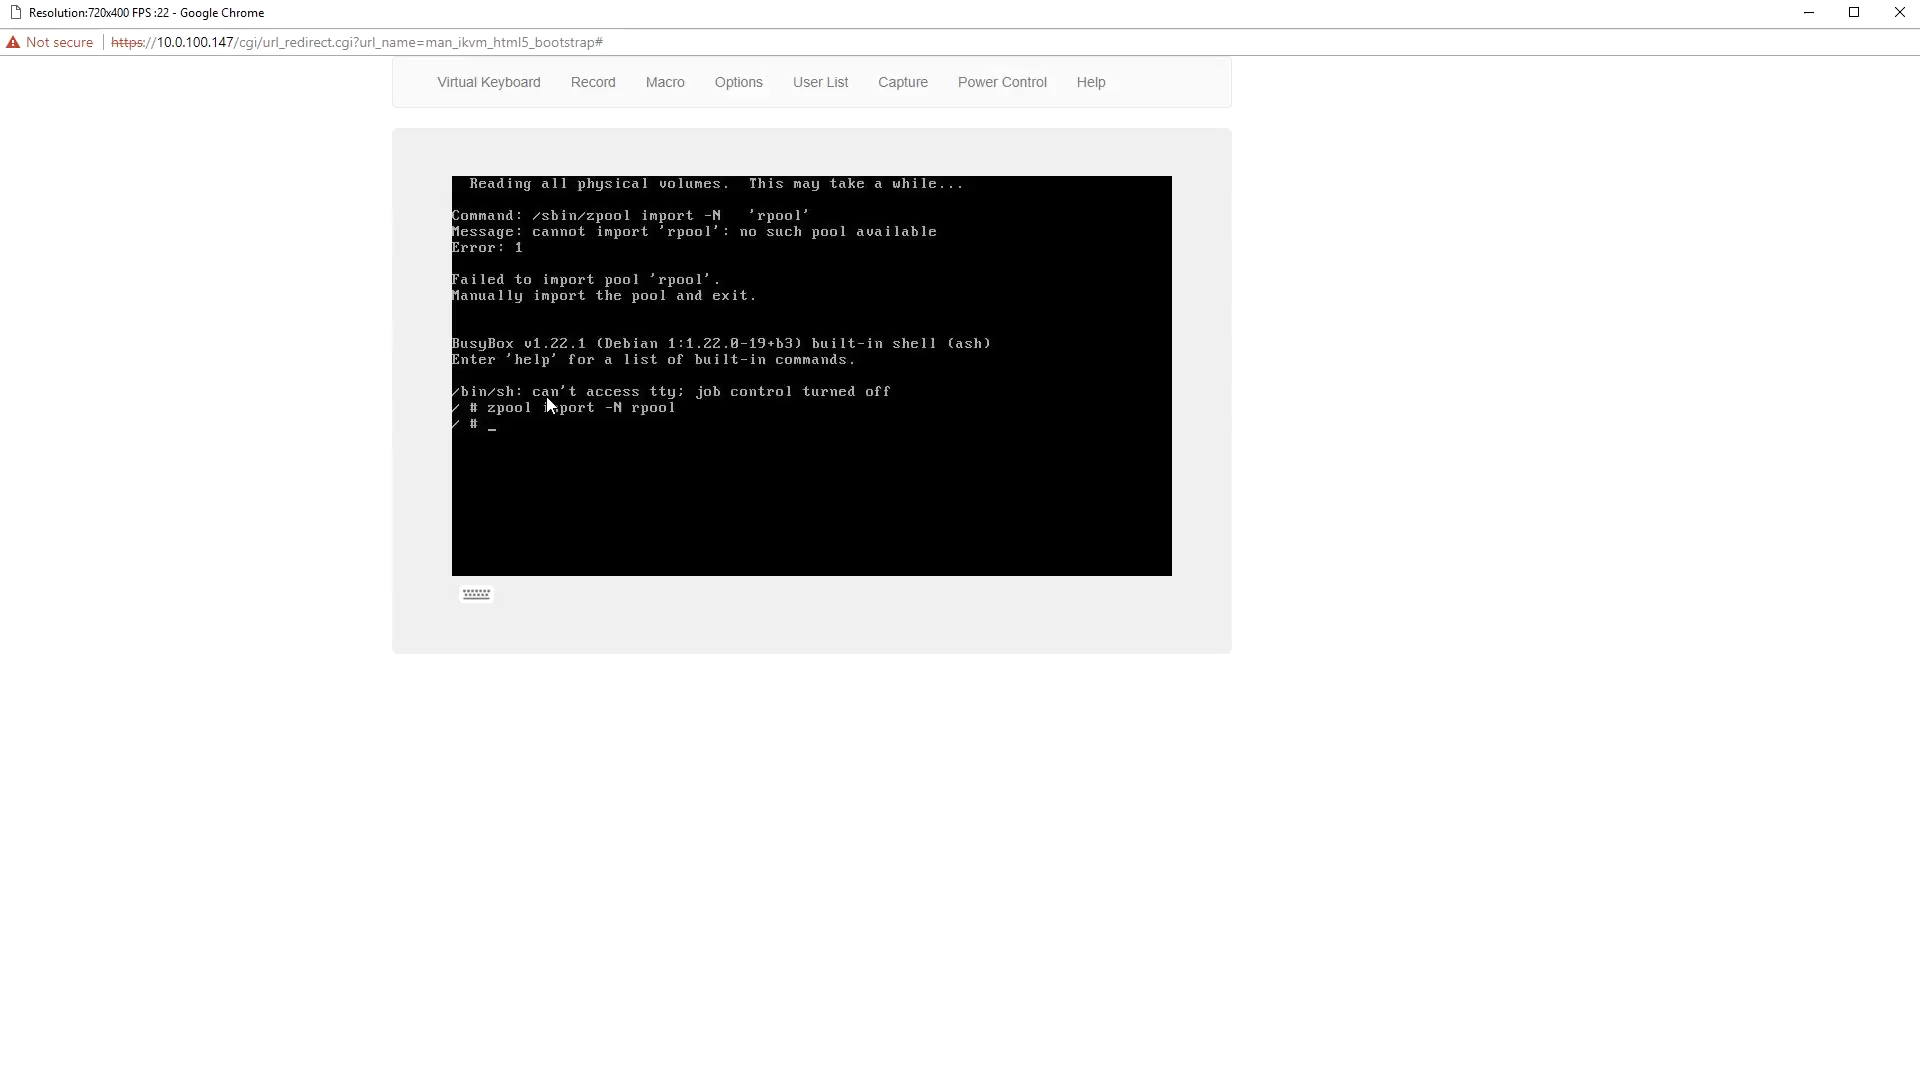 Resolution:720x400 FPS :22 - Google Chrome
Not secure https://10.0.100.147/cgi/url_redirect.cgi?url_name=man_ikvm_html5_bootstrap#
Virtual Keyboard Record Macro Options User List Capture Power Control Help
Reading all physical volumes.  This may take a while...
Command: /sbin/zpool import -N   'rpool'
Message: cannot import 'rpool': no such pool available
Error: 1
Failed to import pool 'rpool'.
Manually import the pool and exit.
BusyBox v1.22.1 (Debian 1:1.22.0-19+b3) built-in shell (ash)
Enter 'help' for a list of built-in commands.
/bin/sh: can't access tty; job control turned off
/ # zpool import -N rpool
/ # _